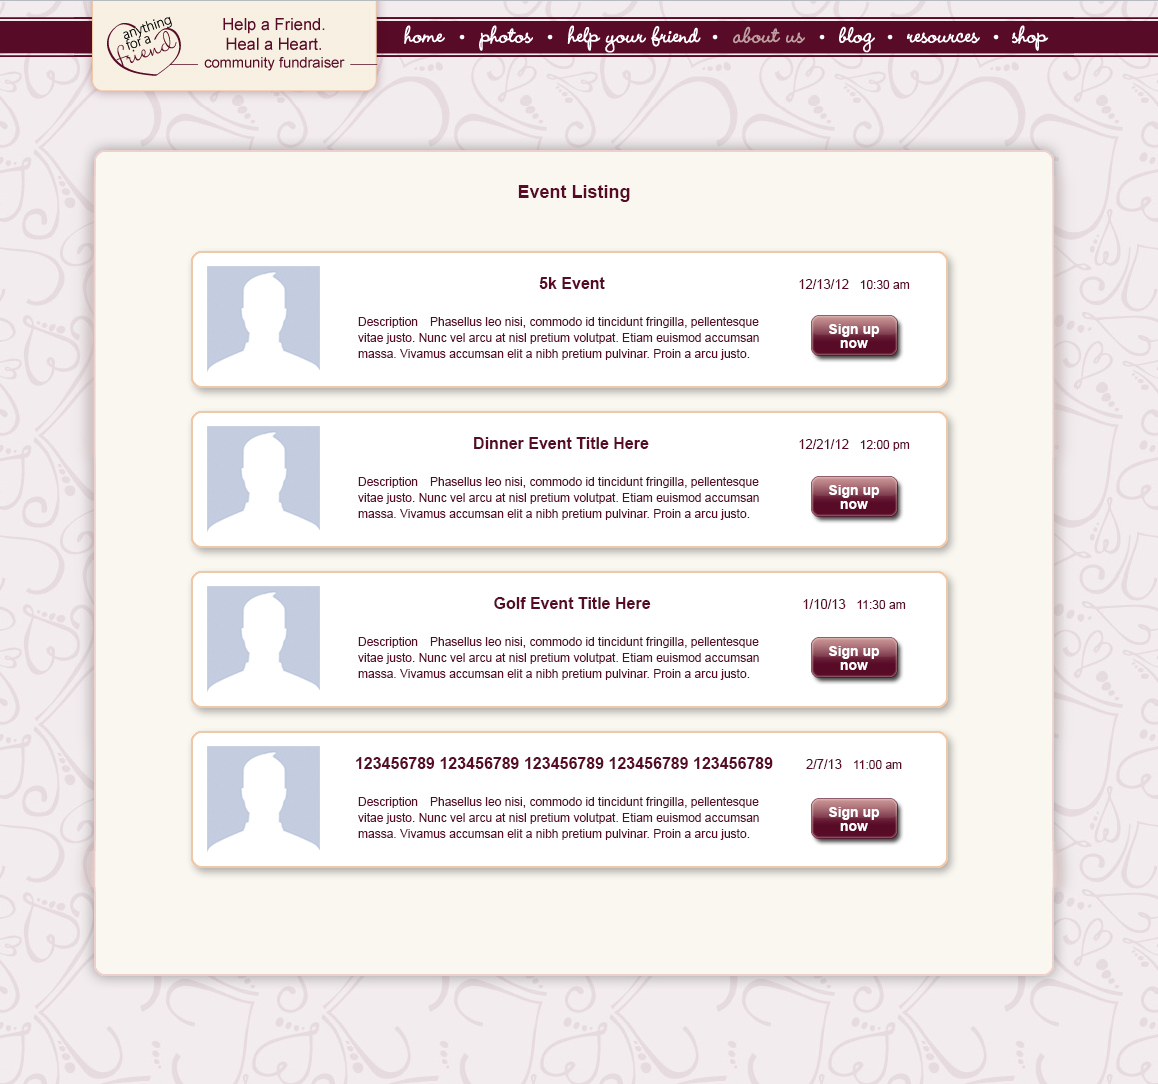 anything
for a
friend
Help a Friend.
Heal a Heart.
community fundraiser
home • photos • help your friend • about us • blog • resources • shop
Event Listing
5k Event
12/13/12 10:30 am
Description Phasellus leo nisi, commodo id tincidunt fringilla, pellentesque
vitae justo. Nunc vel arcu at nisl pretium volutpat. Etiam euismod accumsan
massa. Vivamus accumsan elit a nibh pretium pulvinar. Proin a arcu justo.
Sign up
now
Dinner Event Title Here
12/21/12 12:00 pm
Description Phasellus leo nisi, commodo id tincidunt fringilla, pellentesque
vitae justo. Nunc vel arcu at nisl pretium volutpat. Etiam euismod accumsan
massa. Vivamus accumsan elit a nibh pretium pulvinar. Proin a arcu justo.
Sign up
now
Golf Event Title Here
1/10/13 11:30 am
Description Phasellus leo nisi, commodo id tincidunt fringilla, pellentesque
vitae justo. Nunc vel arcu at nisl pretium volutpat. Etiam euismod accumsan
massa. Vivamus accumsan elit a nibh pretium pulvinar. Proin a arcu justo.
Sign up
now
123456789 123456789 123456789 123456789 123456789
2/7/13 11:00 am
Description Phasellus leo nisi, commodo id tincidunt fringilla, pellentesque
vitae justo. Nunc vel arcu at nisl pretium volutpat. Etiam euismod accumsan
massa. Vivamus accumsan elit a nibh pretium pulvinar. Proin a arcu justo.
Sign up
now